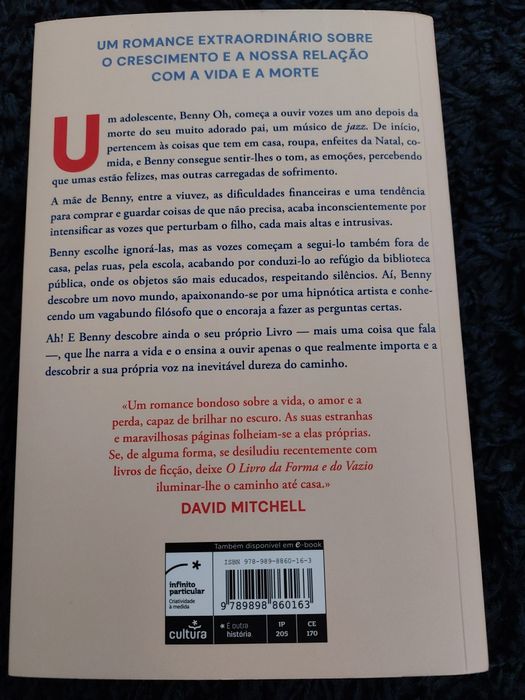 UM ROMANCE EXTRAORDINÁRIO SOBRE
O CRESCIMENTO E A NOSSA RELAÇÃO
COM A VIDA E A MORTE
Um adolescente, Benny Oh, começa a ouvir vozes um ano depois da
morte do seu muito adorado pai, um músico de jazz. De início,
pertencem às coisas que tem em casa, roupa, enfeites da Natal, co-
mida, e Benny consegue sentir-lhes o tom, as emoções, percebendo
que umas estão felizes, mas outras carregadas de sofrimento.
A mãe de Benny, entre a viuvez, as dificuldades financeiras e uma tendência
para comprar e guardar coisas de que não precisa, acaba inconscientemente por
intensificar as vozes que perturbam o filho, cada mais altas e intrusivas.
Benny escolhe ignorá-las, mas as vozes começam a segui-lo também fora de
casa, pelas ruas, pela escola, acabando por conduzi-lo ao refúgio da biblioteca
pública, onde os objetos são mais educados, respeitando silêncios. Aí, Benny
descobre um novo mundo, apaixonando-se por uma hipnótica artista e conhe-
cendo um vagabundo filósofo que o encoraja a fazer as perguntas certas.
Ah! E Benny descobre ainda o seu próprio Livro — mais uma coisa que fala
—, que lhe narra a vida e o ensina a ouvir apenas o que realmente importa e a
descobrir a sua própria voz na inevitável dureza do caminho.
«Um romance bondoso sobre a vida, o amor e a
perda, capaz de brilhar no escuro. As suas estranhas
e maravilhosas páginas folheiam-se a elas próprias.
Se, de alguma forma, se desiludiu recentemente com
livros de ficção, deixe O Livro da Forma e do Vazio
iluminar-lhe o caminho até casa.»
DAVID MITCHELL
Também disponível em e-book
ISBN 978-989-8860-16-3
infinito
particular
Criatividade
à medida
9 789898 860163
cultura
* É outra
história.
IP
205
CE
170